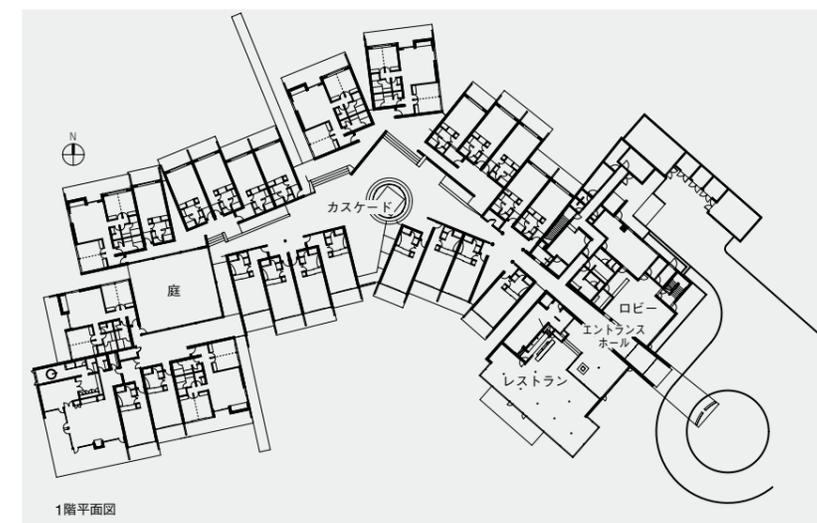 N
カスケード
庭
ロビー
エントランス
ホール
レストラン
1階平面図